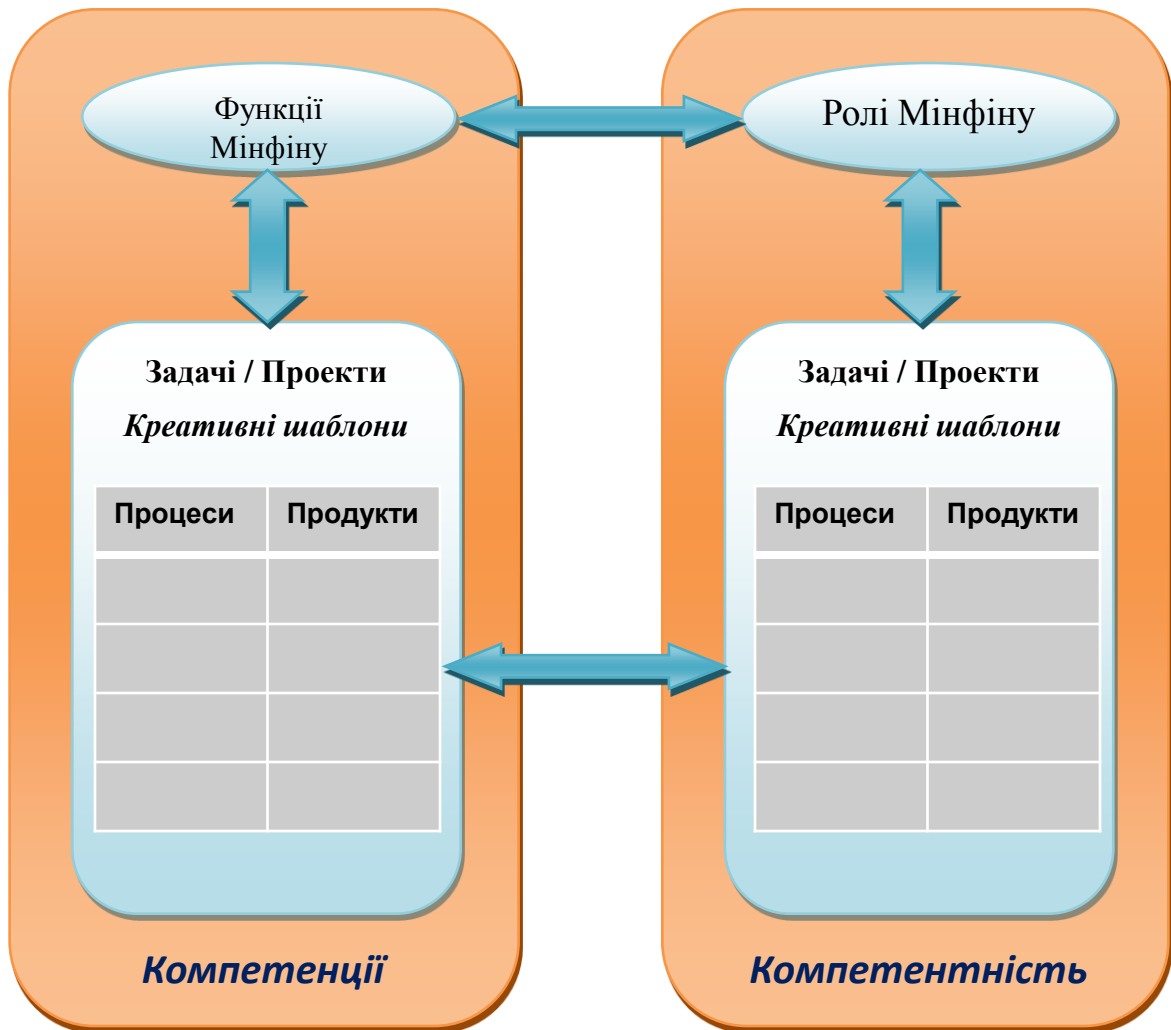 Функції
Мінфіну
Ролі Мінфіну
Задачі / Проекти
Креативні шаблони
Процеси Продукти
Задачі / Проекти
Креативні шаблони
Процеси Продукти
Компетенції
Компетентність